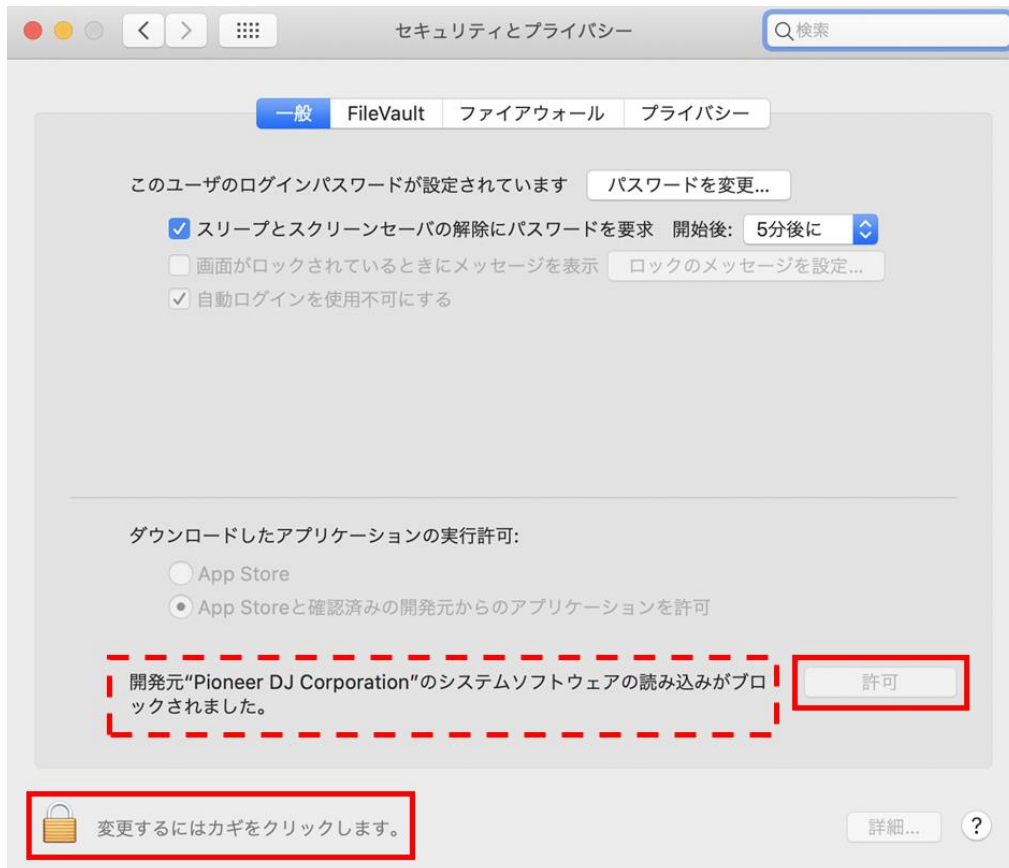 セキュリティとプライバシー
検索
一般 FileVault ファイアウォール プライバシー
このユーザのログインパスワードが設定されています パスワードを変更...
スリープとスクリーンセーバの解除にパスワードを要求 開始後: 5分後に
画面がロックされているときにメッセージを表示 ロックのメッセージを設定...
自動ログインを使用不可にする
ダウンロードしたアプリケーションの実行許可:
App Store
App Storeと確認済みの開発元からのアプリケーションを許可
開発元“Pioneer DJ Corporation”のシステムソフトウェアの読み込みがブロ
ックされました。
許可
変更するにはカギをクリックします。
詳細... ?